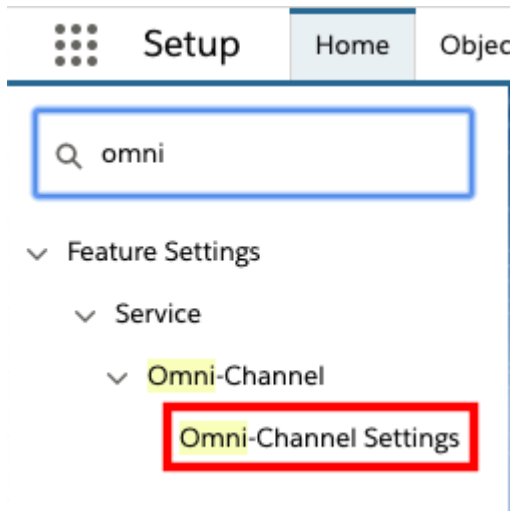 Setup Home Objec
omni
Feature Settings
Service
Omni-Channel
Omni-Channel Settings